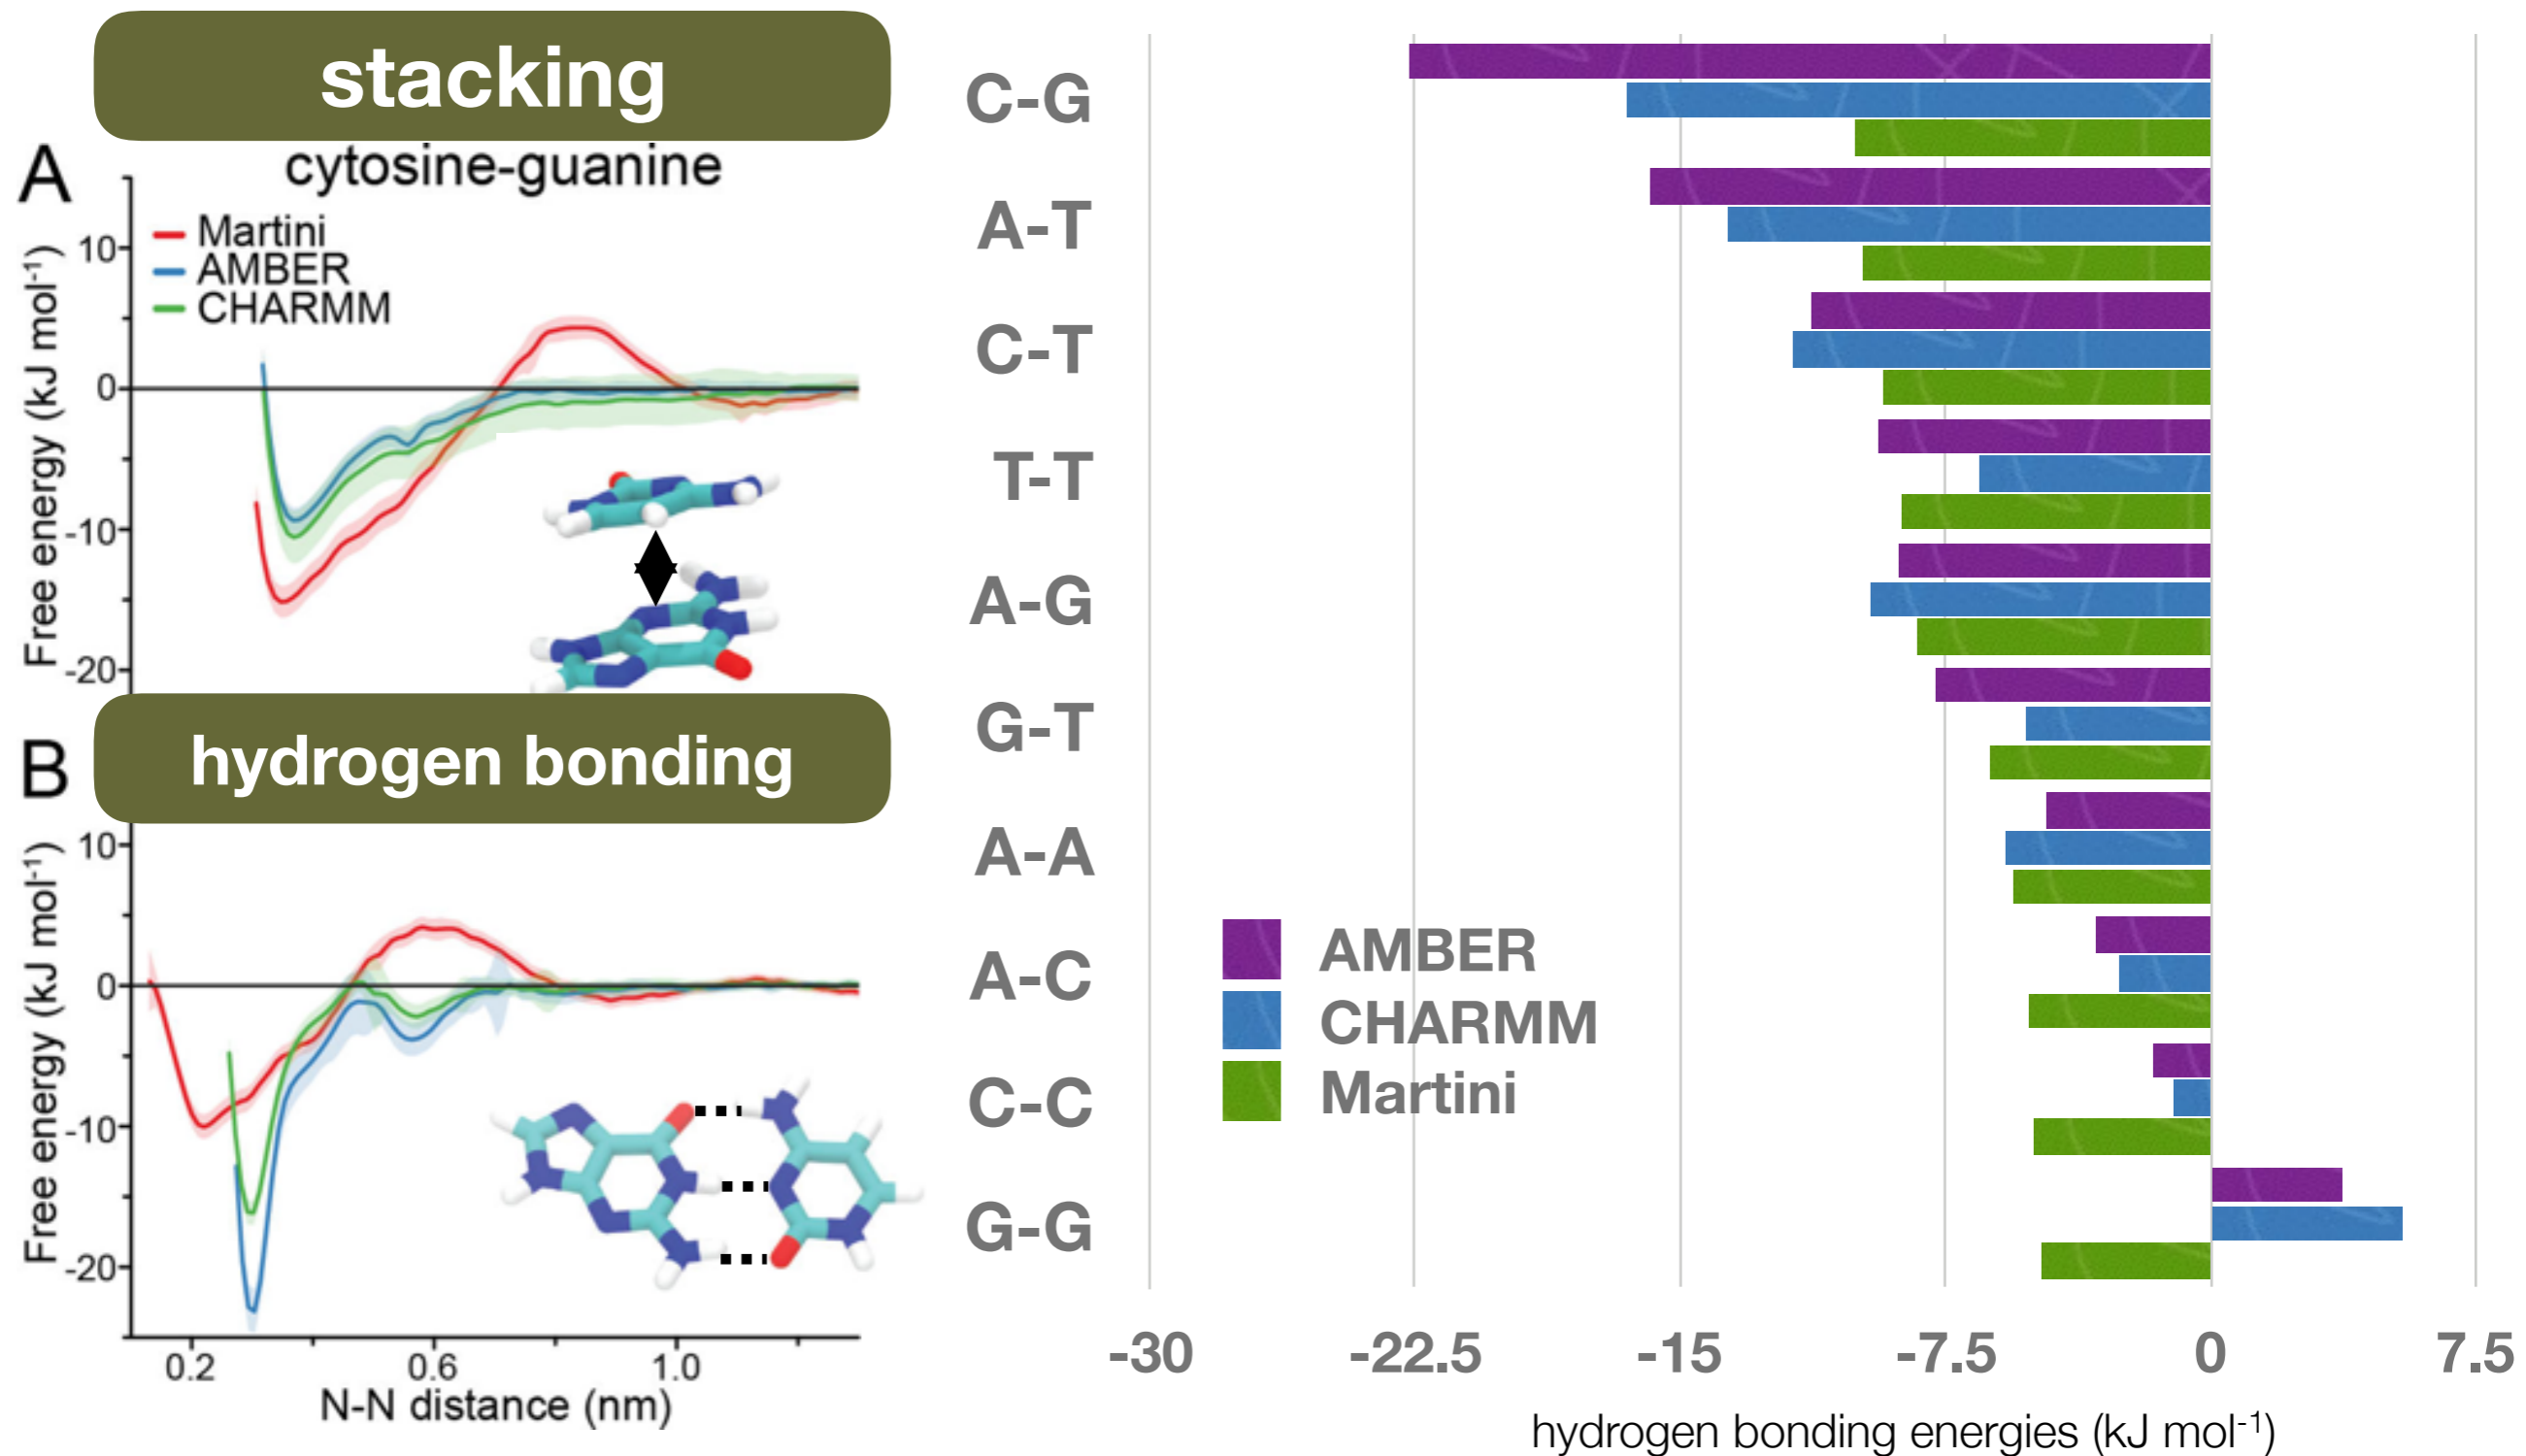 stacking
A
cytosine-guanine
Martini
AMBER
CHARMM
Free energy (kJ mol⁻¹)
10
0
-10
-20
hydrogen bonding
B
Free energy (kJ mol⁻¹)
10
0
-10
-20
0.2 0.6 1.0
N-N distance (nm)
C-G
A-T
C-T
T-T
A-G
G-T
A-A
A-C
C-C
G-G
AMBER
CHARMM
Martini
-30 -22.5 -15 -7.5 0 7.5
hydrogen bonding energies (kJ mol⁻¹)